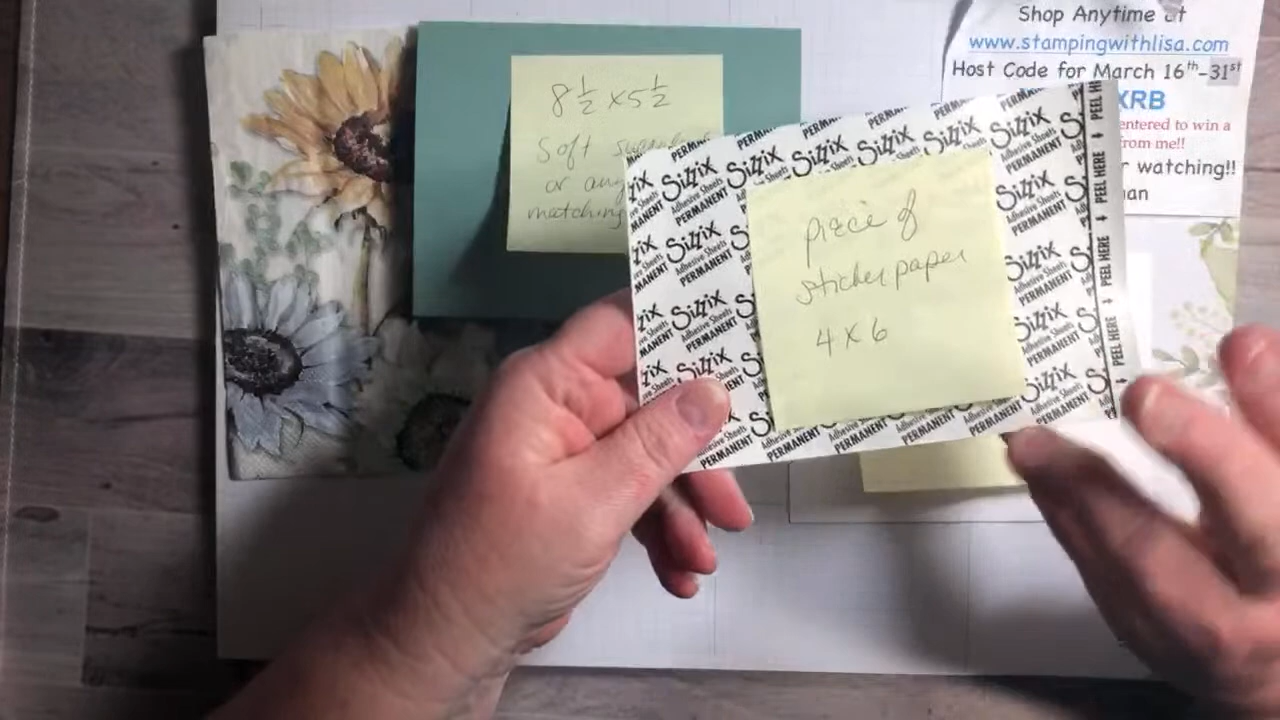 Shop Anytime at
www.stampingwithlisa.com
Host Code for March 16th-31st
XRB
entered to win a
from me!!
r watching!!
8 1/2 x 5 1/2
Soft
or any
matching
piece of
sticker paper
4 x 6
Sizzix
Adhesive Sheets
PERMANENT
PEEL HERE